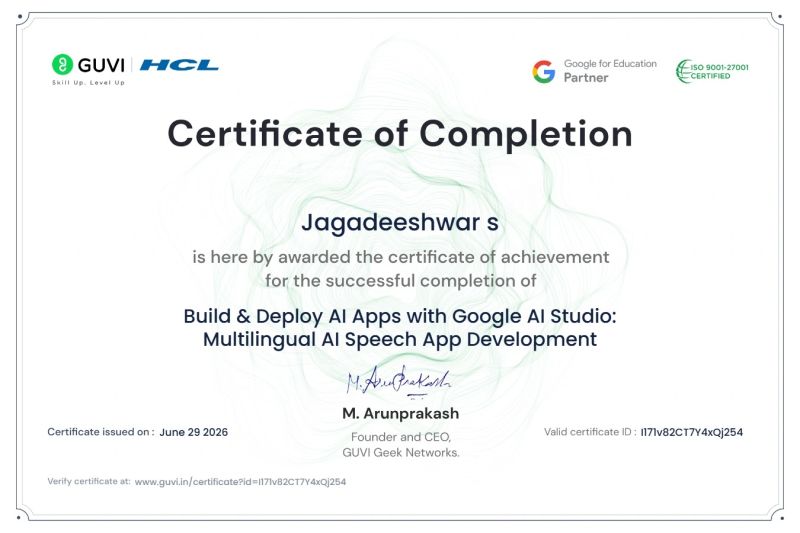 GUVI HCL
Skill Up. Level Up
Google for Education
Partner
ISO 9001-27001
CERTIFIED
Certificate of Completion
Jagadeeshwar s
is here by awarded the certificate of achievement
for the successful completion of
Build & Deploy AI Apps with Google AI Studio:
Multilingual AI Speech App Development
M. ArunPrakash
M. Arunprakash
Founder and CEO,
GUVI Geek Networks.
Certificate issued on : June 29 2026
Valid certificate ID : I171v82CT7Y4xQj254
Verify certificate at: www.guvi.in/certificate?id=I171v82CT7Y4xQj254